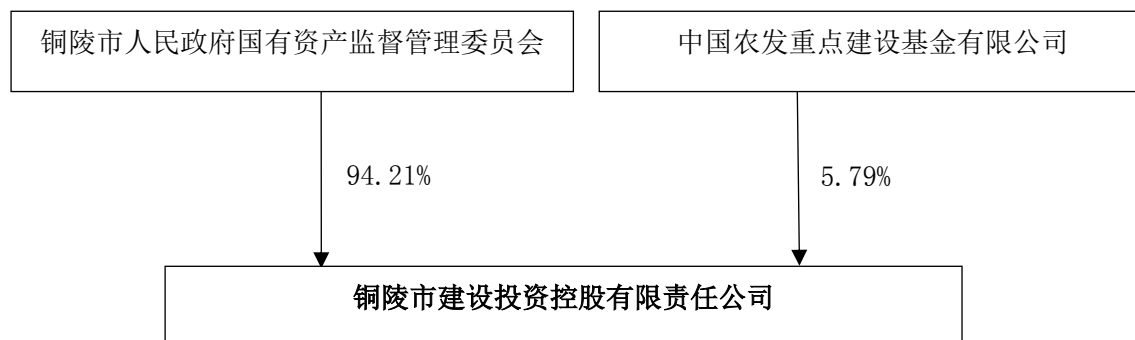 铜陵市人民政府国有资产监督管理委员会
中国农发重点建设基金有限公司
94.21%
5.79%
铜陵市建设投资控股有限责任公司